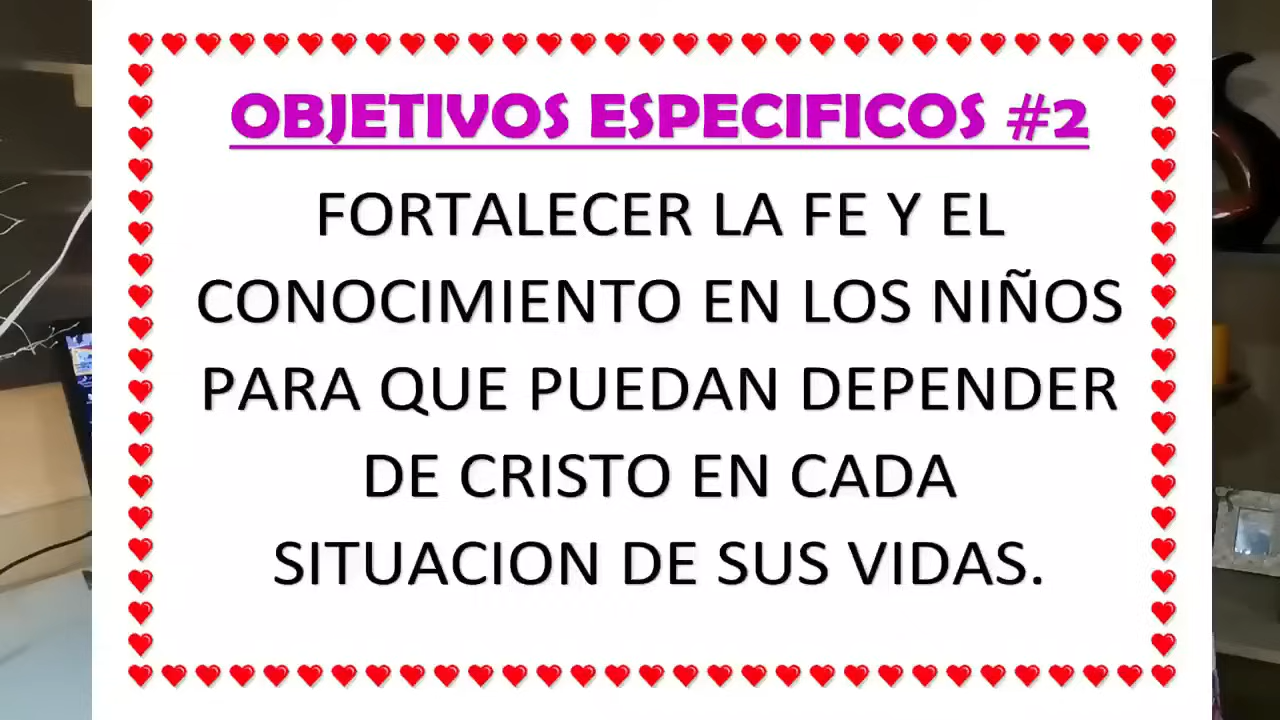 OBJETIVOS ESPECIFICOS #2
FORTALECER LA FE Y EL
CONOCIMIENTO EN LOS NIÑOS
PARA QUE PUEDAN DEPENDER
DE CRISTO EN CADA
SITUACION DE SUS VIDAS.